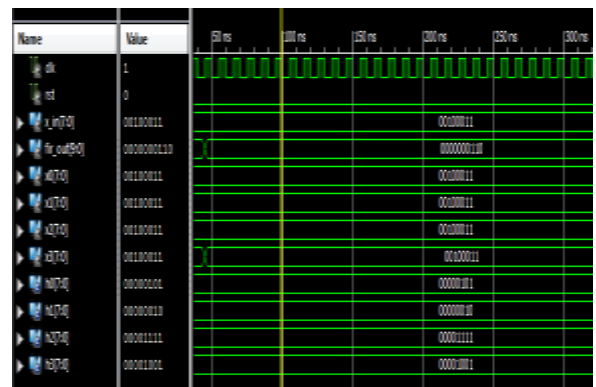 Name Value 50 ns 100 ns 150 ns 200 ns 250 ns 300 ns
clk 1
rst 0
x_in[7:0] 00100011 00100011
fir_out[9:0] 0000000110 0000000110
x0[7:0] 00100011 00100011
x1[7:0] 00100011 00100011
x2[7:0] 00100011 00100011
x3[7:0] 00100011 00100011
h0[7:0] 00000101 00000101
h1[7:0] 00000010 00000010
h2[7:0] 00001111 00001111
h3[7:0] 00001001 00001001